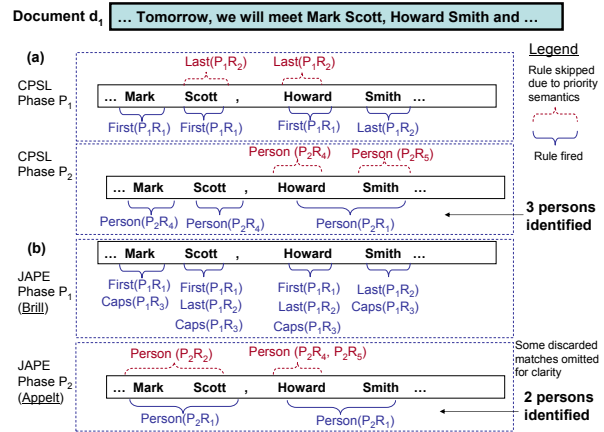 Document d1 … Tomorrow, we will meet Mark Scott, Howard Smith and …
Legend
Rule skipped
due to priority
semantics
Rule fired
(a)
CPSL
Phase P1
Last(P1R2) Last(P1R2)
… Mark Scott , Howard Smith …
First(P1R1) First(P1R1) First(P1R1) Last(P1R2)
CPSL
Phase P2
Person (P2R4) Person (P2R5)
… Mark Scott , Howard Smith …
Person(P2R4) Person(P2R4) Person(P2R1)
3 persons
identified
(b)
JAPE
Phase P1
(Brill)
… Mark Scott , Howard Smith …
First(P1R1) First(P1R1) First(P1R1) Last(P1R2)
Caps(P1R3) Last(P1R2) Last(P1R2) Caps(P1R3)
Caps(P1R3) Caps(P1R3)
Some discarded
matches omitted
for clarity
JAPE
Phase P2
(Appelt)
Person (P2R2) Person (P2R4, P2R5)
… Mark Scott , Howard Smith …
Person(P2R1) Person(P2R1)
2 persons
identified